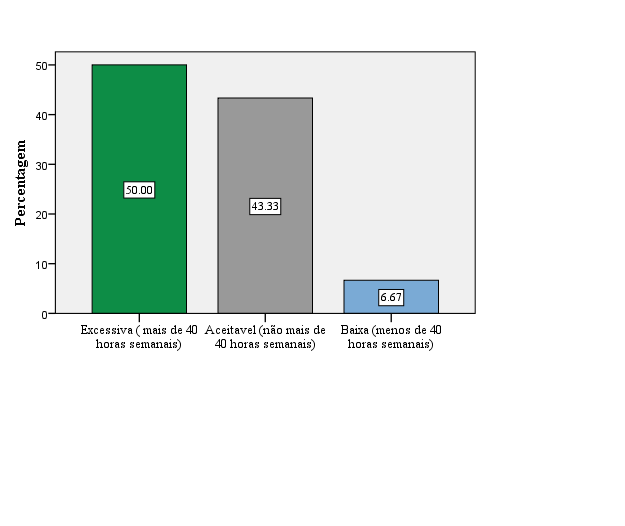 Percentagem
50
40
30
20
10
0
50.00
43.33
6.67
Excessiva ( mais de 40
horas semanais)
Aceitavel (não mais de
40 horas semanais)
Baixa (menos de 40
horas semanais)